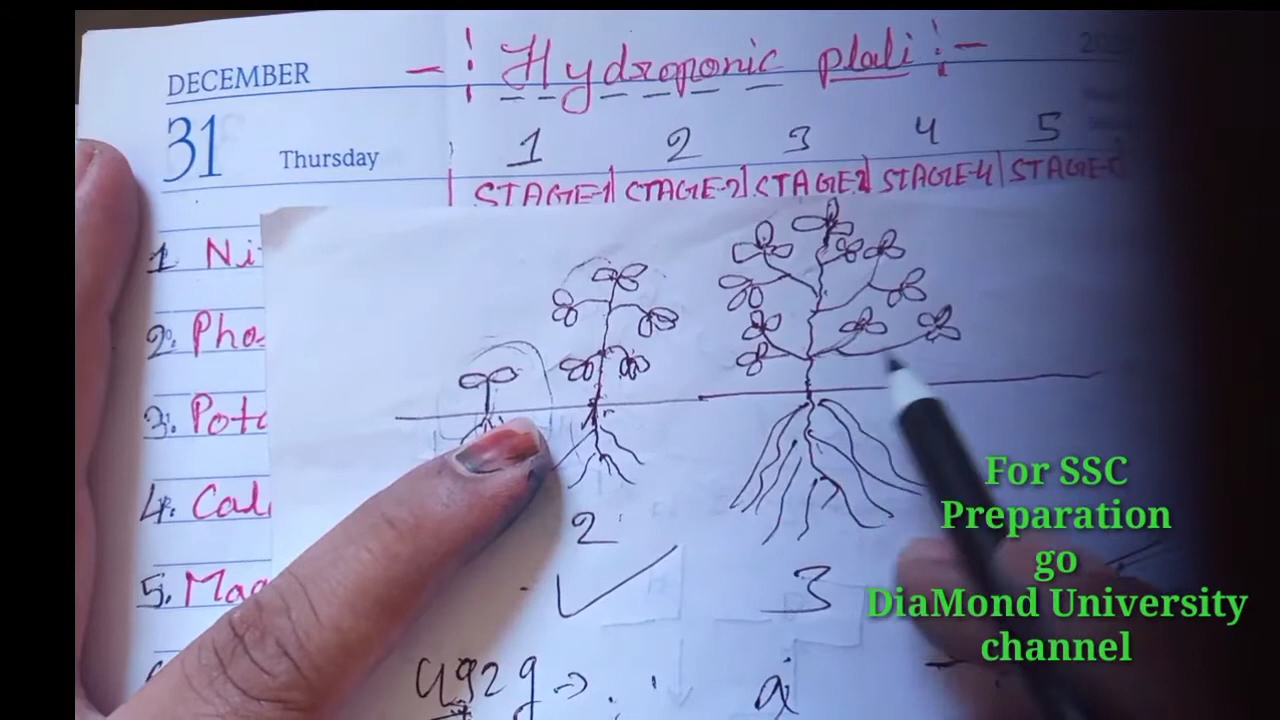 DECEMBER
- ¦ Hydroponic plali ¦ -
31
Thursday
1 2 3 4 5
STAGE-1 STAGE-2 STAGE-3 STAGE-4
1 Ni
2. Pho
3. Pota
4. Cal
5. Mag
2
3
For SSC
Preparation
go
DiaMond University
channel